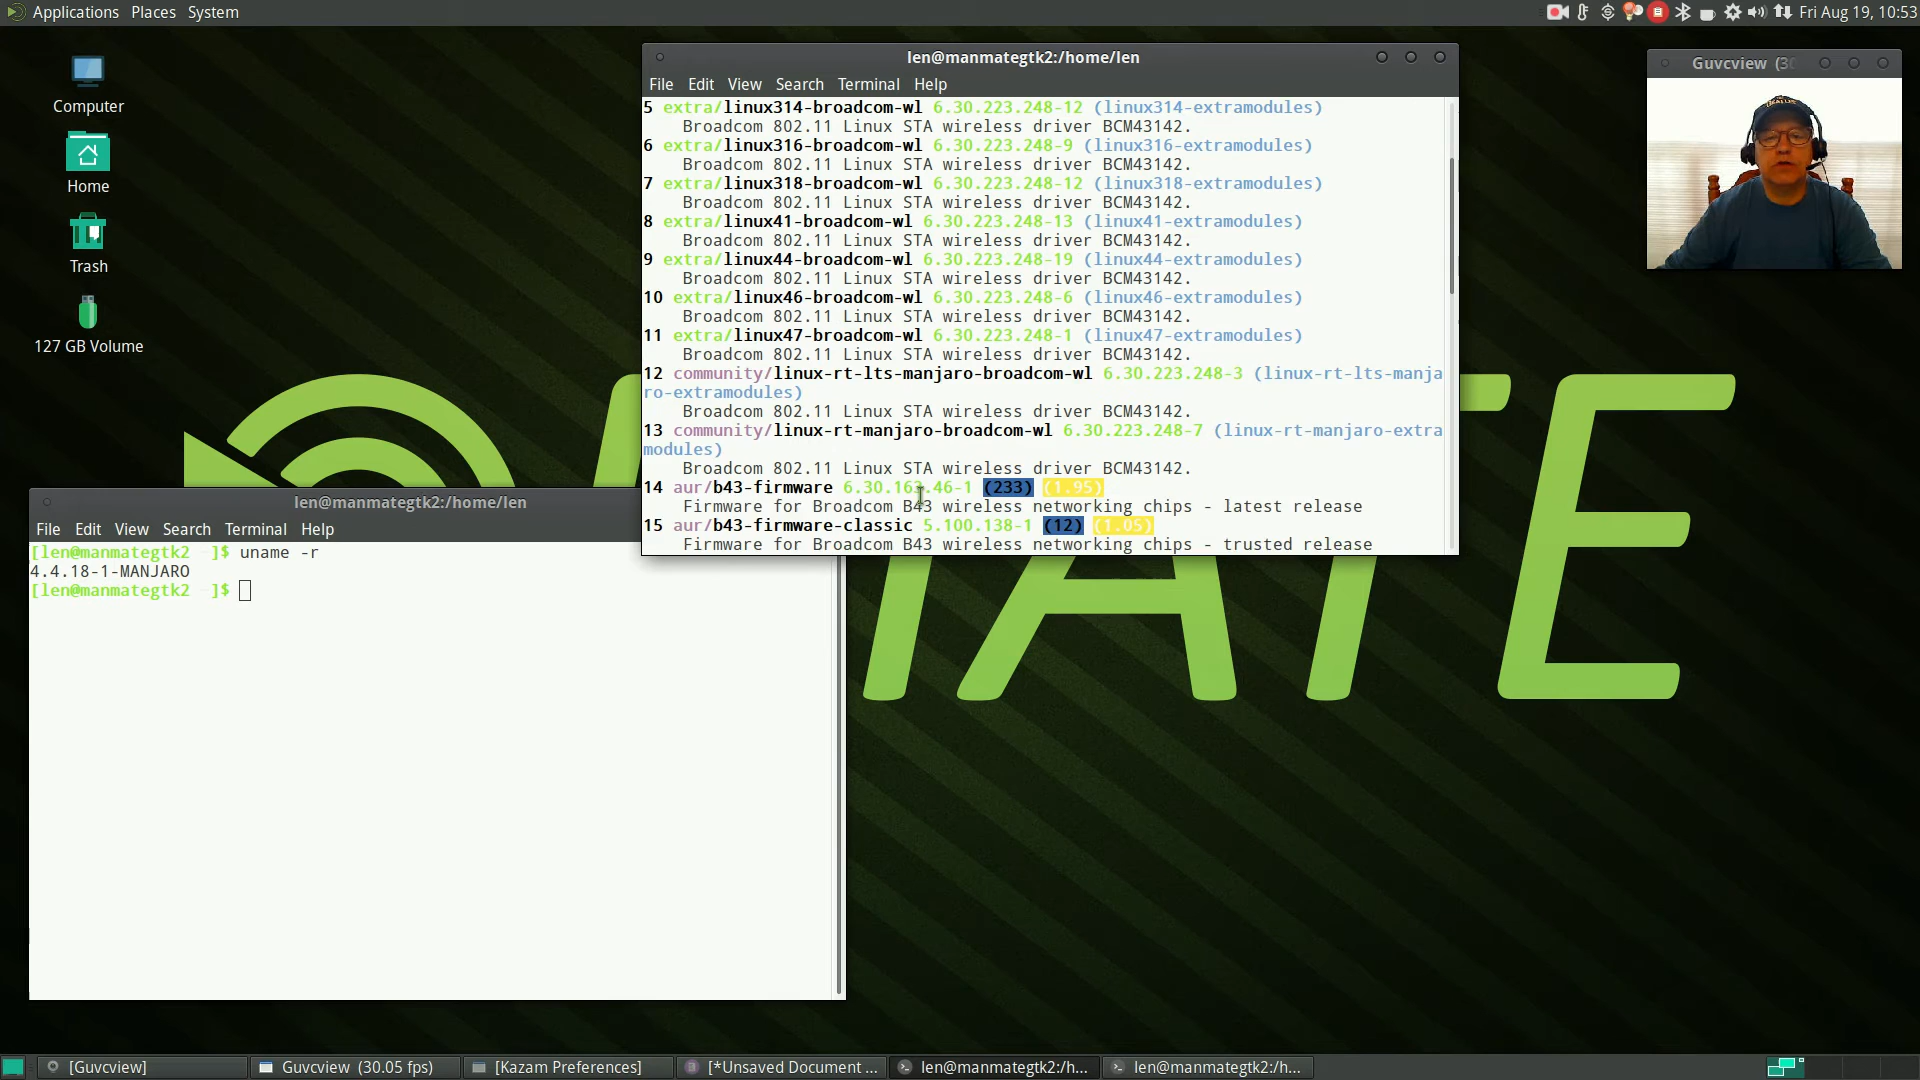 Applications Places System
Fri Aug 19, 10:53
Computer
Home
Trash
127 GB Volume
len@manmategtk2:/home/len
File Edit View Search Terminal Help
5 extra/linux314-broadcom-wl 6.30.223.248-12 (linux314-extramodules)
Broadcom 802.11 Linux STA wireless driver BCM43142.
6 extra/linux316-broadcom-wl 6.30.223.248-9 (linux316-extramodules)
Broadcom 802.11 Linux STA wireless driver BCM43142.
7 extra/linux318-broadcom-wl 6.30.223.248-12 (linux318-extramodules)
Broadcom 802.11 Linux STA wireless driver BCM43142.
8 extra/linux41-broadcom-wl 6.30.223.248-13 (linux41-extramodules)
Broadcom 802.11 Linux STA wireless driver BCM43142.
9 extra/linux44-broadcom-wl 6.30.223.248-19 (linux44-extramodules)
Broadcom 802.11 Linux STA wireless driver BCM43142.
10 extra/linux46-broadcom-wl 6.30.223.248-6 (linux46-extramodules)
Broadcom 802.11 Linux STA wireless driver BCM43142.
11 extra/linux47-broadcom-wl 6.30.223.248-1 (linux47-extramodules)
Broadcom 802.11 Linux STA wireless driver BCM43142.
12 community/linux-rt-lts-manjaro-broadcom-wl 6.30.223.248-3 (linux-rt-lts-manja
ro-extramodules)
Broadcom 802.11 Linux STA wireless driver BCM43142.
13 community/linux-rt-manjaro-broadcom-wl 6.30.223.248-7 (linux-rt-manjaro-extra
modules)
Broadcom 802.11 Linux STA wireless driver BCM43142.
14 aur/b43-firmware 6.30.163.46-1 (233) (1.95)
Firmware for Broadcom B43 wireless networking chips - latest release
15 aur/b43-firmware-classic 5.100.138-1 (12) (1.05)
Firmware for Broadcom B43 wireless networking chips - trusted release
Guvcview (30
len@manmategtk2:/home/len
File Edit View Search Terminal Help
[len@manmategtk2 ~]$ uname -r
4.4.18-1-MANJARO
[len@manmategtk2 ~]$
[Guvcview]
Guvcview (30.05 fps)
[Kazam Preferences]
[*Unsaved Document ...
len@manmategtk2:/h...
len@manmategtk2:/h...